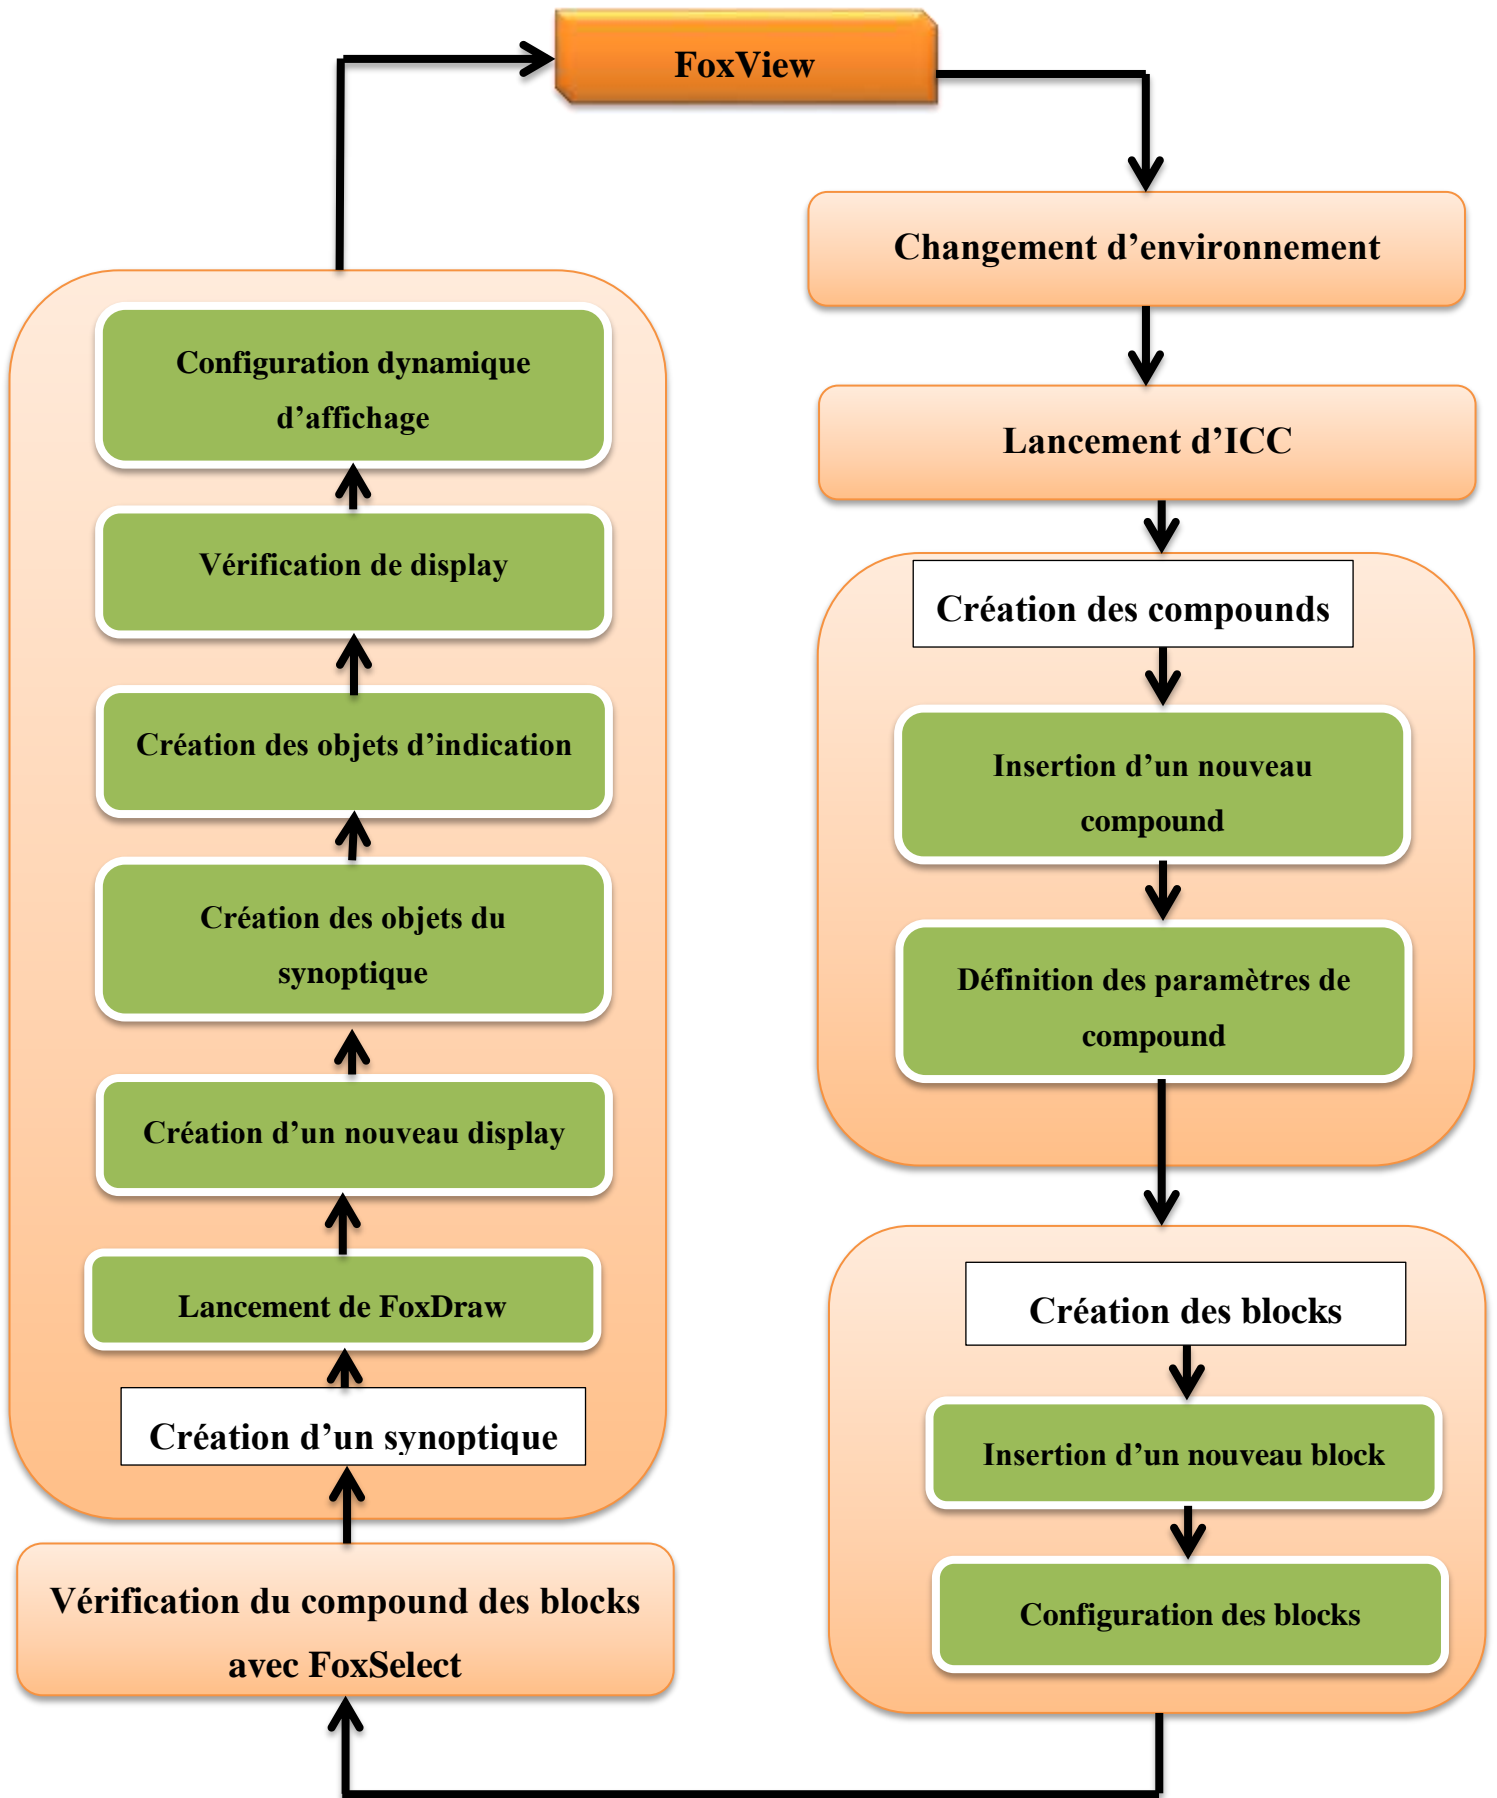 FoxView
Changement d’environnement
Lancement d’ICC
Création des compounds
Insertion d’un nouveau
compound
Définition des paramètres de
compound
Création des blocks
Insertion d’un nouveau block
Configuration des blocks
Vérification du compound des blocks
avec FoxSelect
Création d’un synoptique
Lancement de FoxDraw
Création d’un nouveau display
Création des objets du
synoptique
Création des objets d’indication
Vérification de display
Configuration dynamique
d’affichage